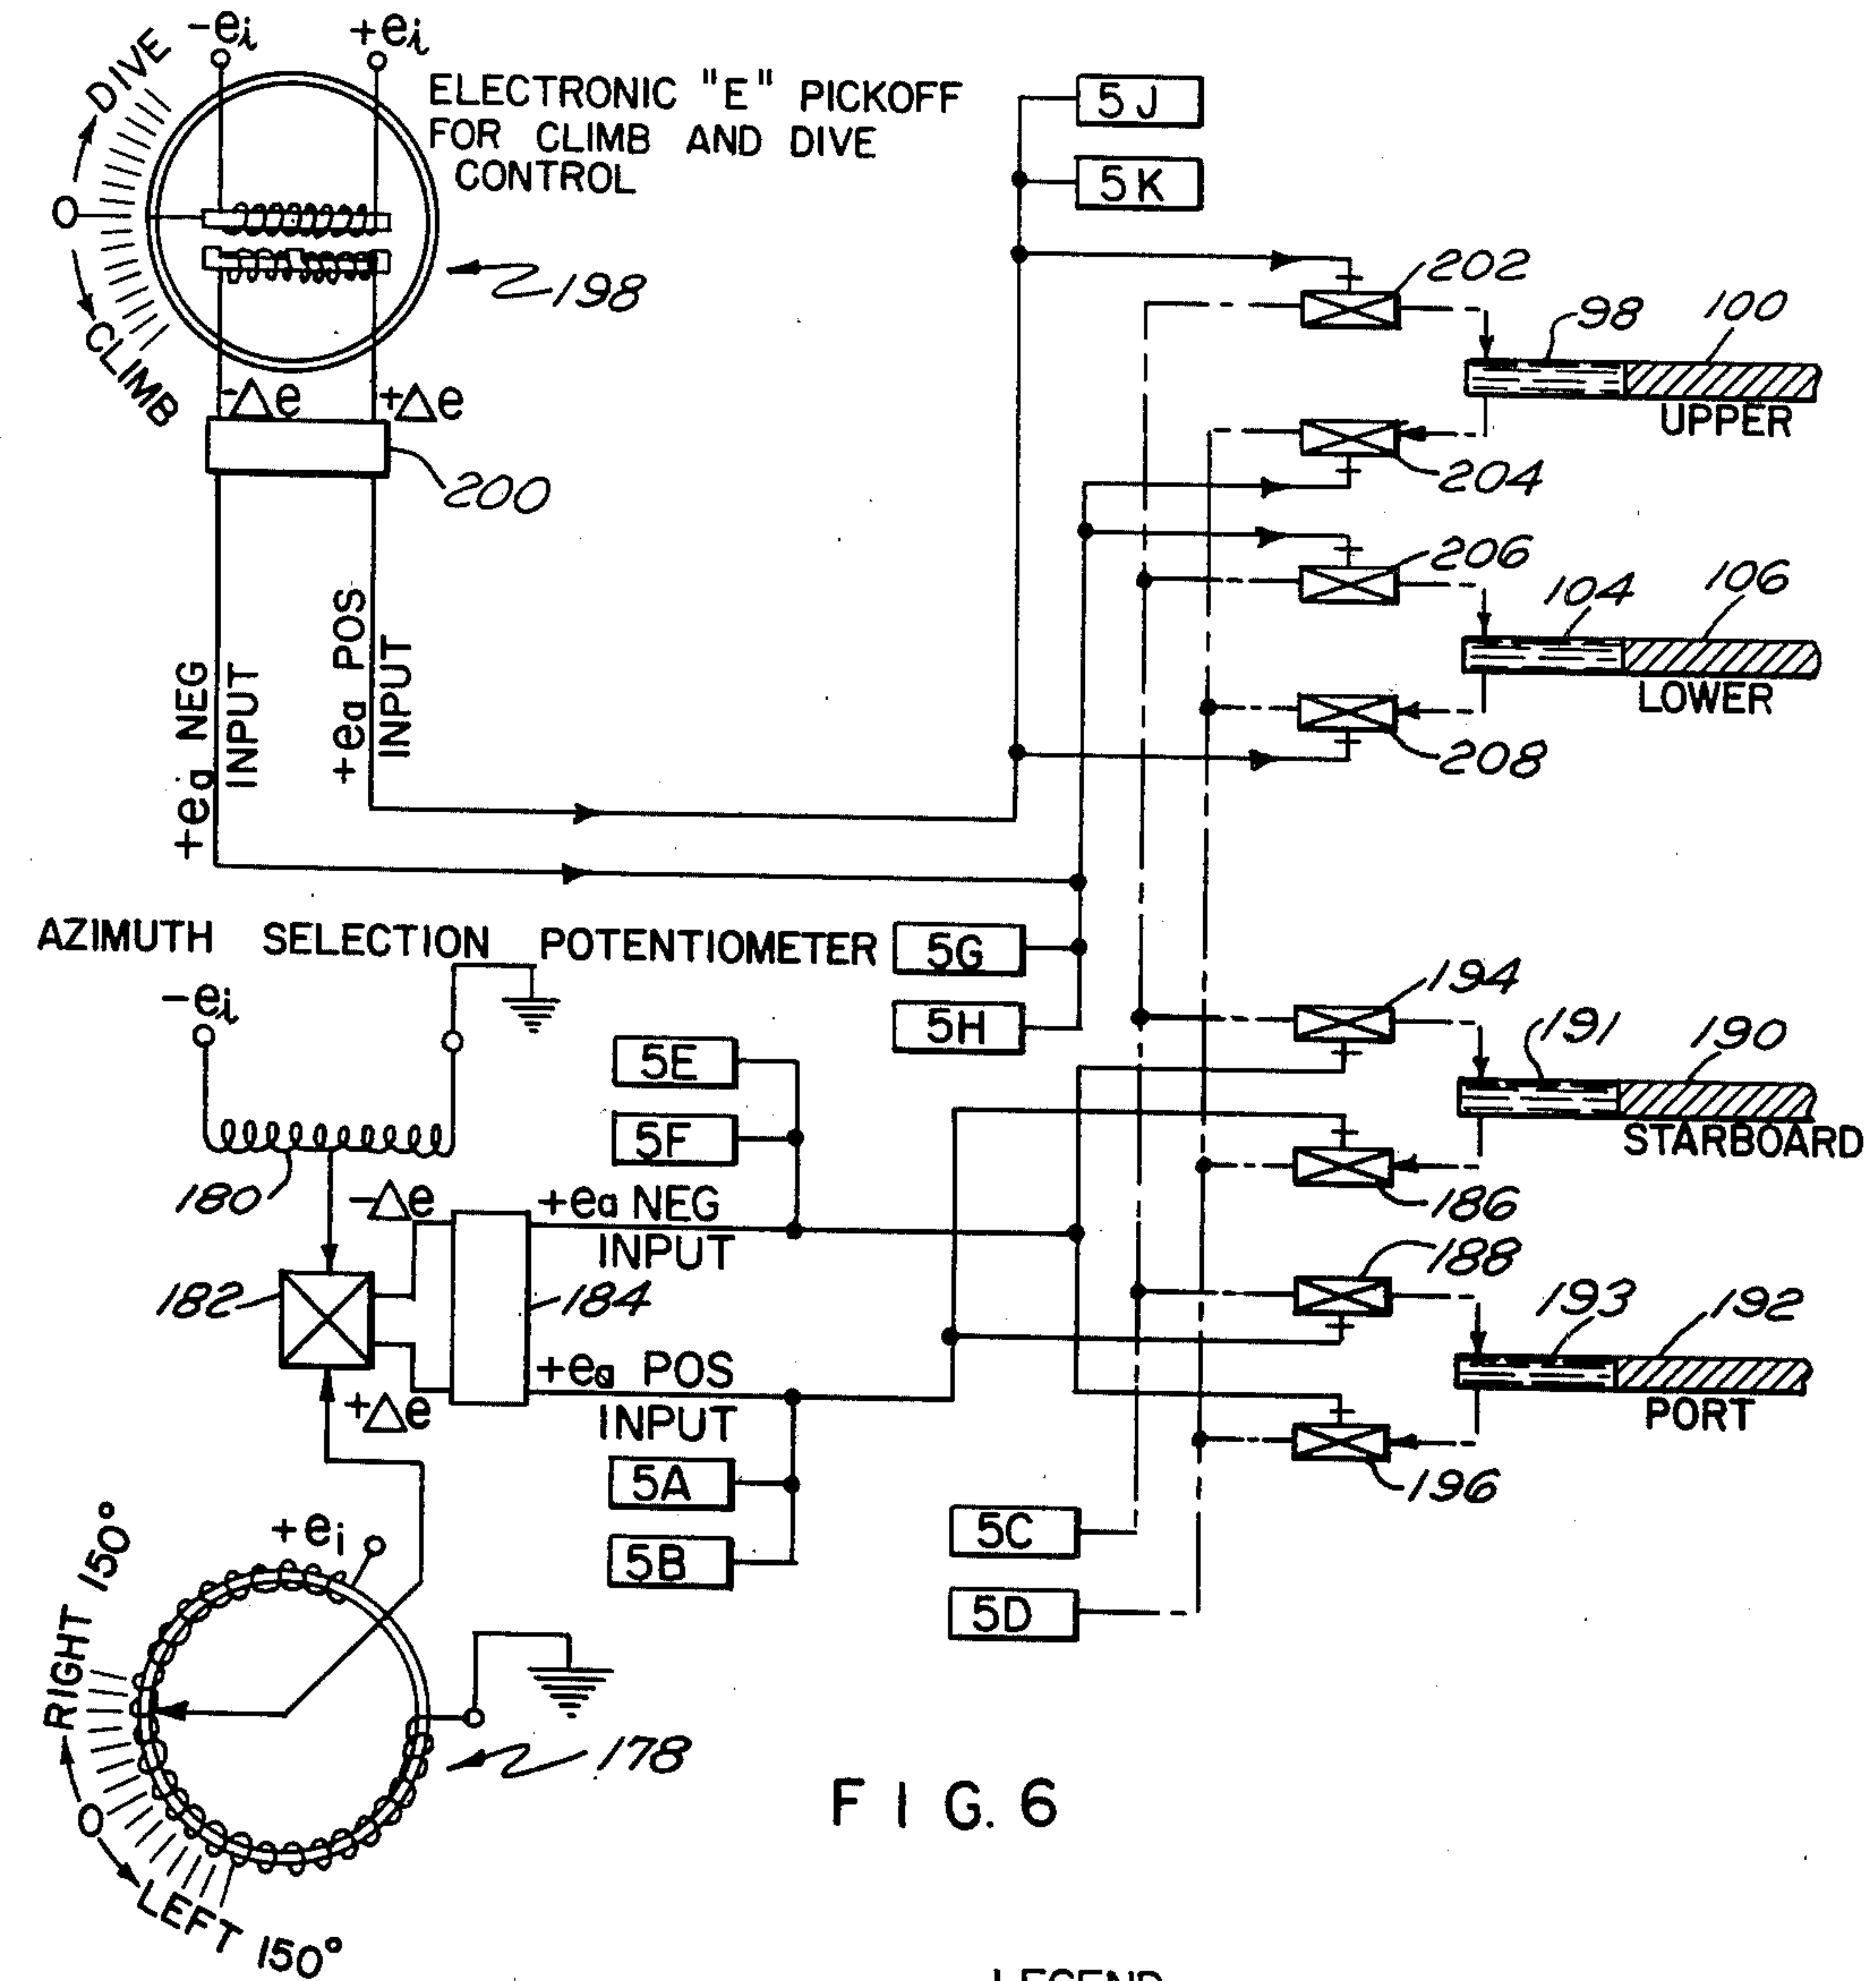 -ei
+ei
DIVE
0
CLIMB
ELECTRONIC "E" PICKOFF
FOR CLIMB AND DIVE
CONTROL
198
-Δe
+Δe
200
+ea NEG
INPUT
+ea POS
INPUT
5J
5K
202
98
100
UPPER
204
206
104
106
LOWER
208
AZIMUTH SELECTION POTENTIOMETER
-ei
180
5G
5H
5E
5F
-Δe
+ea NEG
INPUT
182
184
+Δe
+ea POS
INPUT
5A
5B
194
191
190
STARBOARD
186
188
193
192
PORT
196
5C
5D
+ei
RIGHT 150°
0
LEFT 150°
178
FIG. 6
LEGEND